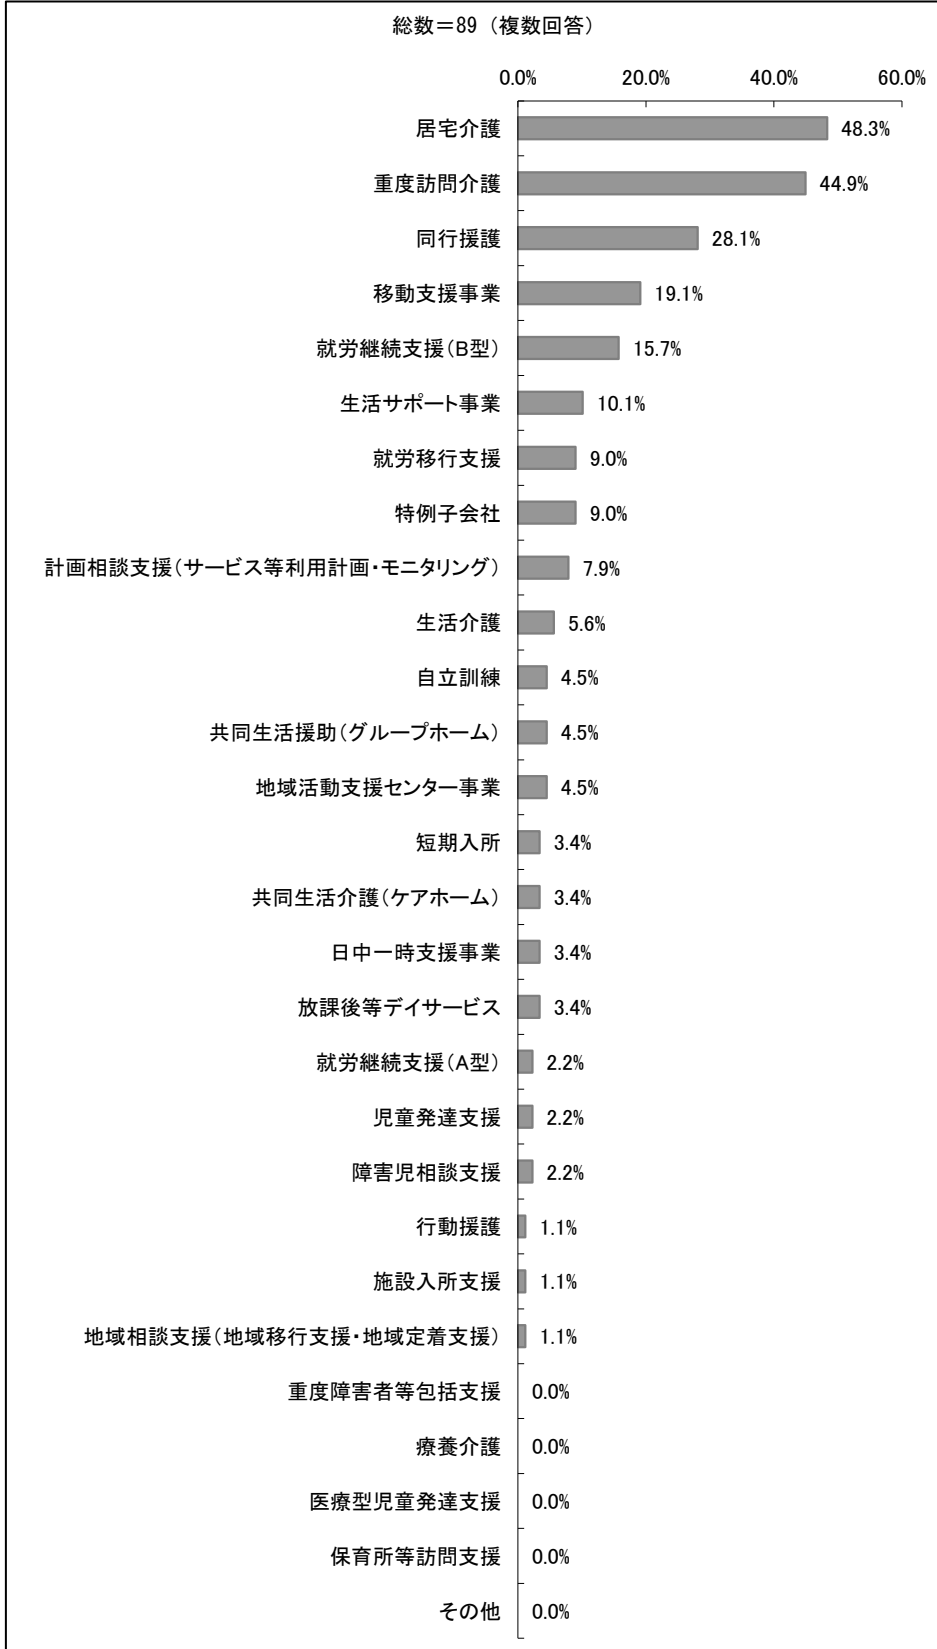 総数＝89（複数回答）
0.0% 20.0% 40.0% 60.0%
居宅介護 48.3%
重度訪問介護 44.9%
同行援護 28.1%
移動支援事業 19.1%
就労継続支援（B型） 15.7%
生活サポート事業 10.1%
就労移行支援 9.0%
特例子会社 9.0%
計画相談支援（サービス等利用計画・モニタリング） 7.9%
生活介護 5.6%
自立訓練 4.5%
共同生活援助（グループホーム） 4.5%
地域活動支援センター事業 4.5%
短期入所 3.4%
共同生活介護（ケアホーム） 3.4%
日中一時支援事業 3.4%
放課後等デイサービス 3.4%
就労継続支援（A型） 2.2%
児童発達支援 2.2%
障害児相談支援 2.2%
行動援護 1.1%
施設入所支援 1.1%
地域相談支援（地域移行支援・地域定着支援） 1.1%
重度障害者等包括支援 0.0%
療養介護 0.0%
医療型児童発達支援 0.0%
保育所等訪問支援 0.0%
その他 0.0%